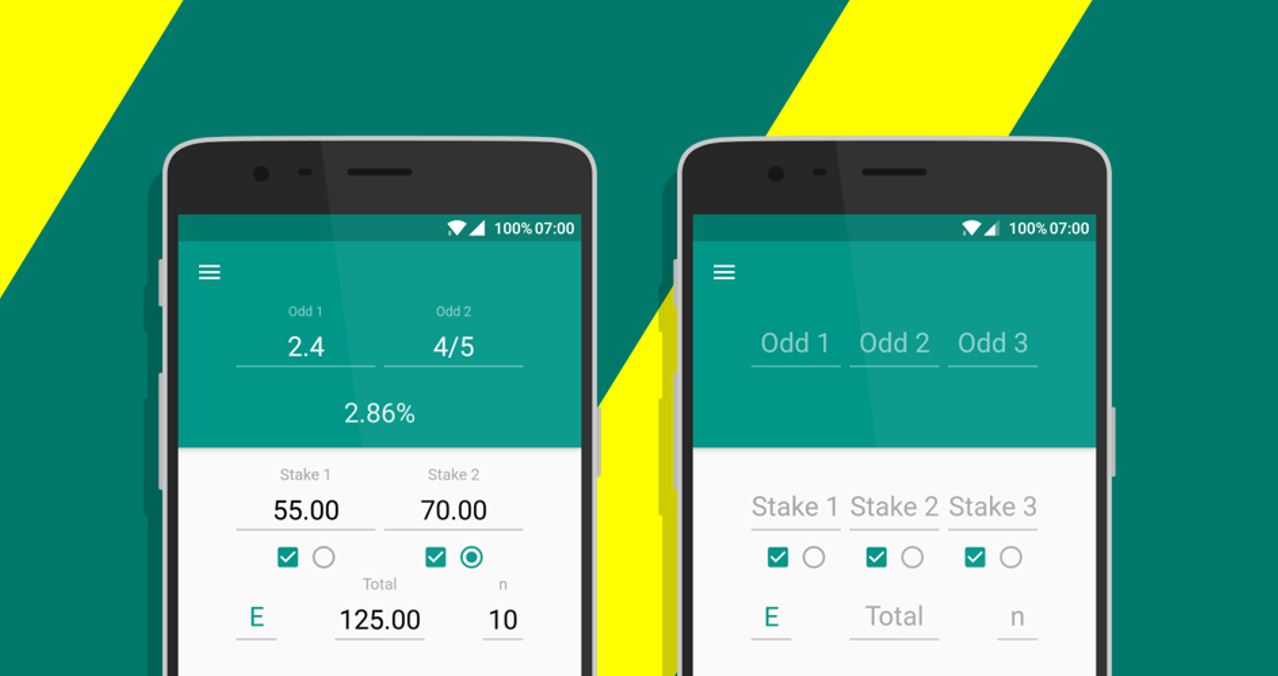 100% 07:00
Odd 1 Odd 2
2.4 4/5
2.86%
Stake 1 Stake 2
55.00 70.00
Total n
E 125.00 10
100% 07:00
Odd 1 Odd 2 Odd 3
Stake 1 Stake 2 Stake 3
E Total n